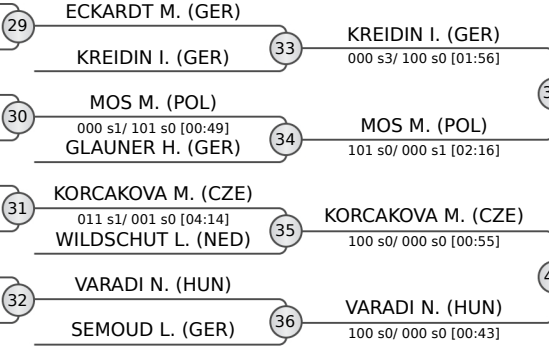 ECKARDT M. (GER)
29
KREIDIN I. (GER)
33
KREIDIN I. (GER)
000 s3/ 100 s0 [01:56]
MOS M. (POL)
30
000 s1/ 101 s0 [00:49]
GLAUNER H. (GER)
34
MOS M. (POL)
101 s0/ 000 s1 [02:16]
KORCAKOVA M. (CZE)
31
011 s1/ 001 s0 [04:14]
WILDSCHUT L. (NED)
35
KORCAKOVA M. (CZE)
100 s0/ 000 s0 [00:55]
VARADI N. (HUN)
32
SEMOUD L. (GER)
36
VARADI N. (HUN)
100 s0/ 000 s0 [00:43]